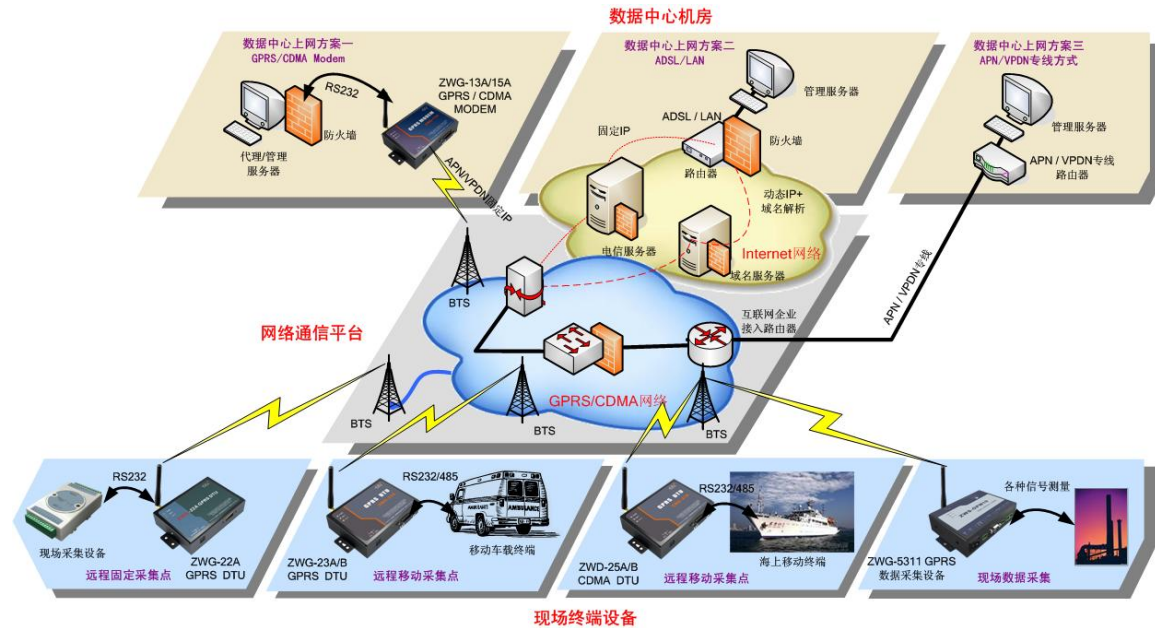 数据中心机房
数据中心上网方案一
GPRS/CDMA Modem
RS232
ZWG-13A/15A
GPRS / CDMA
MODEM
防火墙
代理/管理
服务器
APN/VPDN固定IP
数据中心上网方案二
ADSL/LAN
管理服务器
ADSL / LAN
固定IP
防火墙
路由器
动态IP+
域名解析
电信服务器
Internet网络
域名服务器
数据中心上网方案三
APN/VPDN专线方式
管理服务器
APN / VPDN专线
路由器
APN / VPDN专线
网络通信平台
BTS
互联网企业
接入路由器
GPRS/CDMA网络
BTS
BTS
BTS
RS232
现场采集设备
ZWG-22A
GPRS DTU
远程固定采集点
GPRS DTU
RS232/485
AMBULANCE
移动车载终端
ZWG-23A/B
GPRS DTU
远程移动采集点
GPRS DTU
RS232/485
海上移动终端
ZWD-25A/B
CDMA DTU
远程移动采集点
各种信号测量
ZWG-5311 GPRS
数据采集设备
现场数据采集
现场终端设备